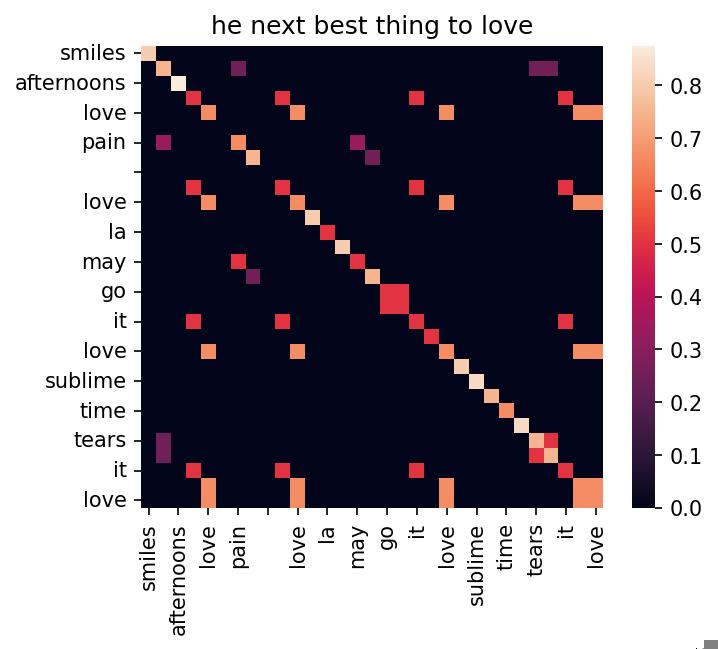 he next best thing to love
smiles
afternoons
love
pain
love
la
may
go
it
love
sublime
time
tears
it
love
0.8
0.7
0.6
0.5
0.4
0.3
0.2
0.1
0.0
smiles
afternoons
love
pain
love
la
may
go
it
love
sublime
time
tears
it
love